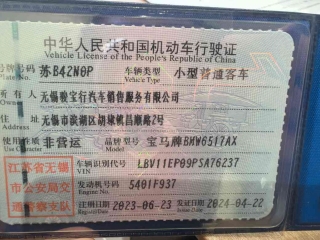 中华人民共和国机动车行驶证
Vehicle License of the People's Republic of China
号牌号码 苏B42N0P 车辆类型 小型普通客车
Plate No. Vehicle Type
所有人 无锡骏宝行汽车销售服务有限公司
Owner
住址 无锡市滨湖区胡埭镇昌顺2号
Address
使用性质 非营运 品牌型号 宝马牌BMW6517AX
Use Character Model
江苏省无锡
市公安局交
通警察支队
车辆识别代号 LBV11EP09PSA76237
VIN
发动机号码 5401F937
Engine No.
注册日期 2023-06-23 发证日期 2024-04-22
Register Date Issue Date